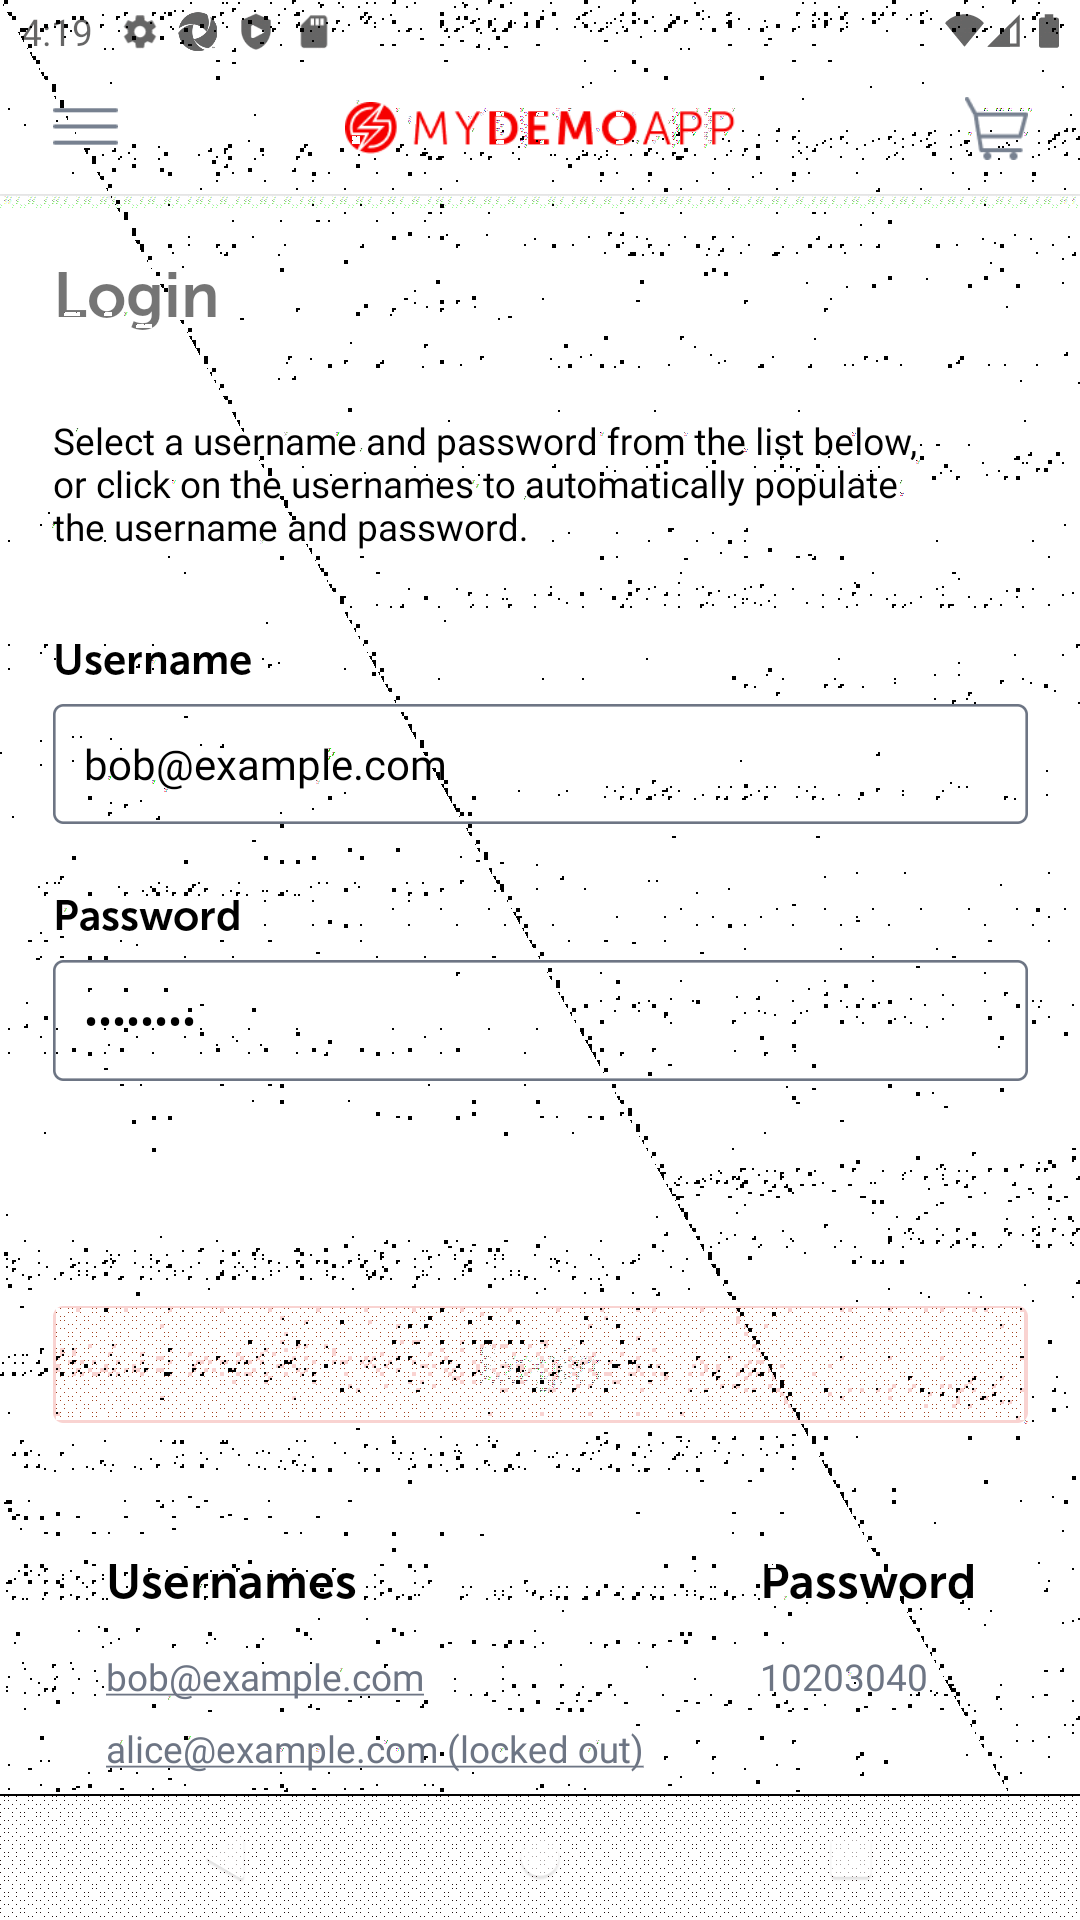 4:19
MYDEMOAPP
Login
Select a username and password from the list below,
or click on the usernames to automatically populate
the username and password.
Username
bob@example.com
Password
••••••••
Usernames
Password
bob@example.com
10203040
alice@example.com (locked out)